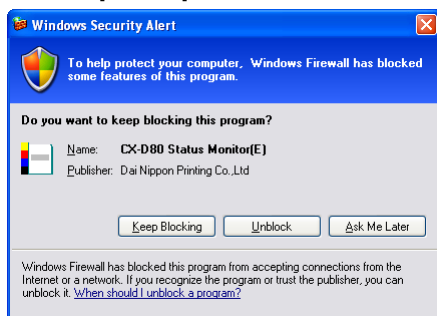 Windows Security Alert
To help protect your computer, Windows Firewall has blocked
some features of this program.
Do you want to keep blocking this program?
Name: CX-D80 Status Monitor(E)
Publisher: Dai Nippon Printing Co.,Ltd
Keep Blocking Unblock Ask Me Later
Windows Firewall has blocked this program from accepting connections from the
Internet or a network. If you recognize the program or trust the publisher, you can
unblock it. When should I unblock a program?